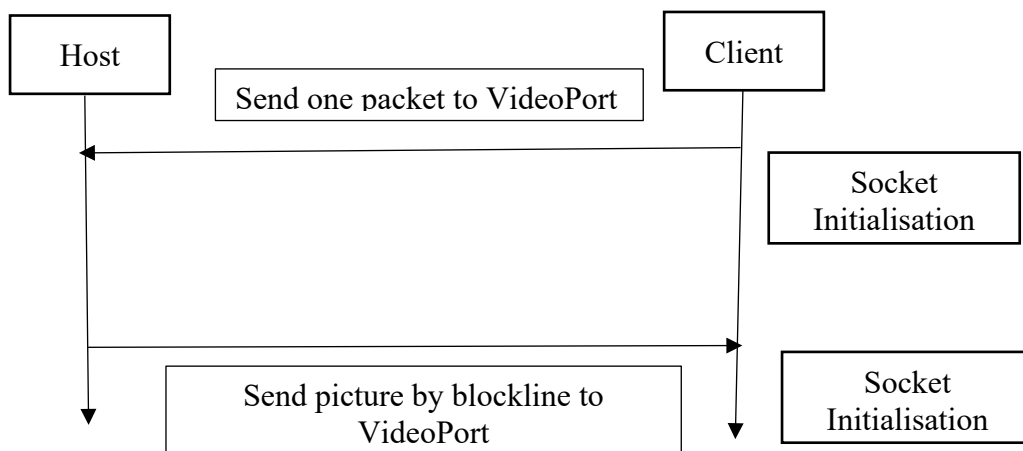 Host
Client
Send one packet to VideoPort
Socket
Initialisation
Send picture by blockline to
VideoPort
Socket
Initialisation